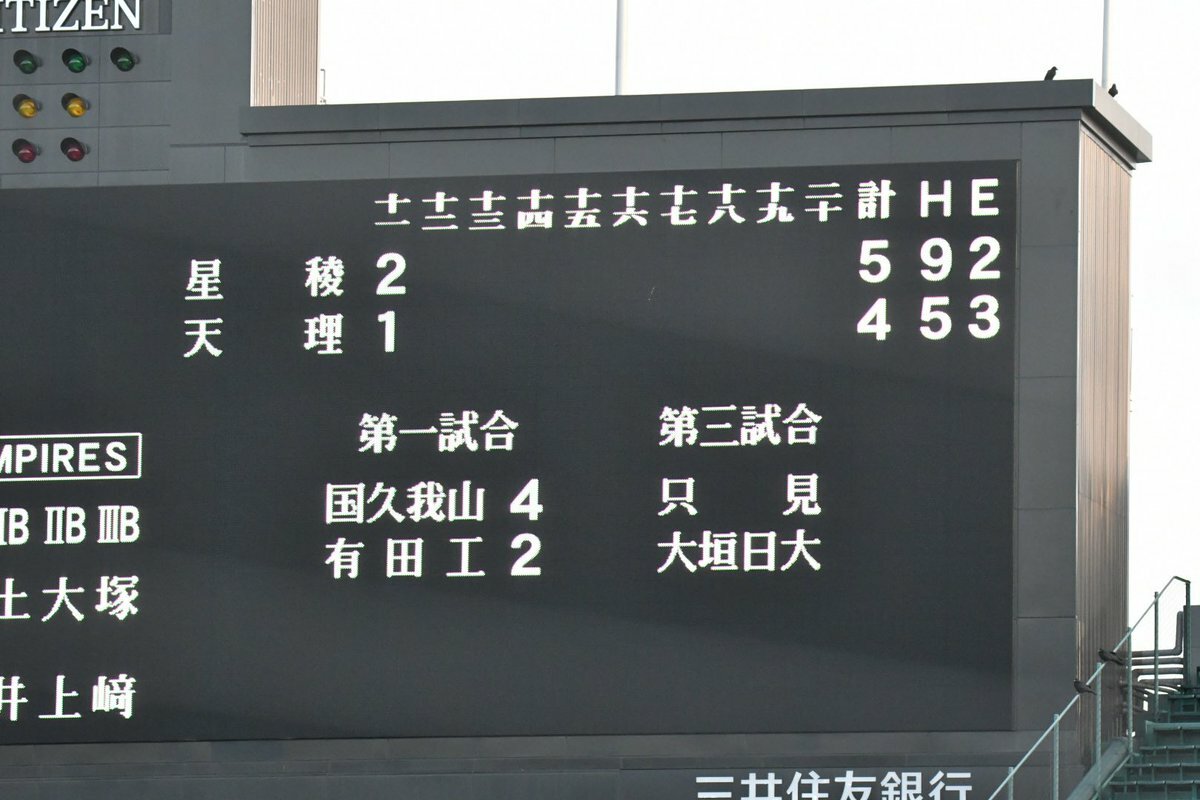 CITIZEN
十一 十二 十三 十四 十五 十六 十七 十八 十九 二十 計 H E
星稜 2 5 9 2
天理 1 4 5 3
第一試合 第三試合
UMPIRES
国久我山 4 只見
ⅠB ⅡB ⅢB
有田工 2 大垣日大
土 大塚
井上 﨑
三井住友銀行